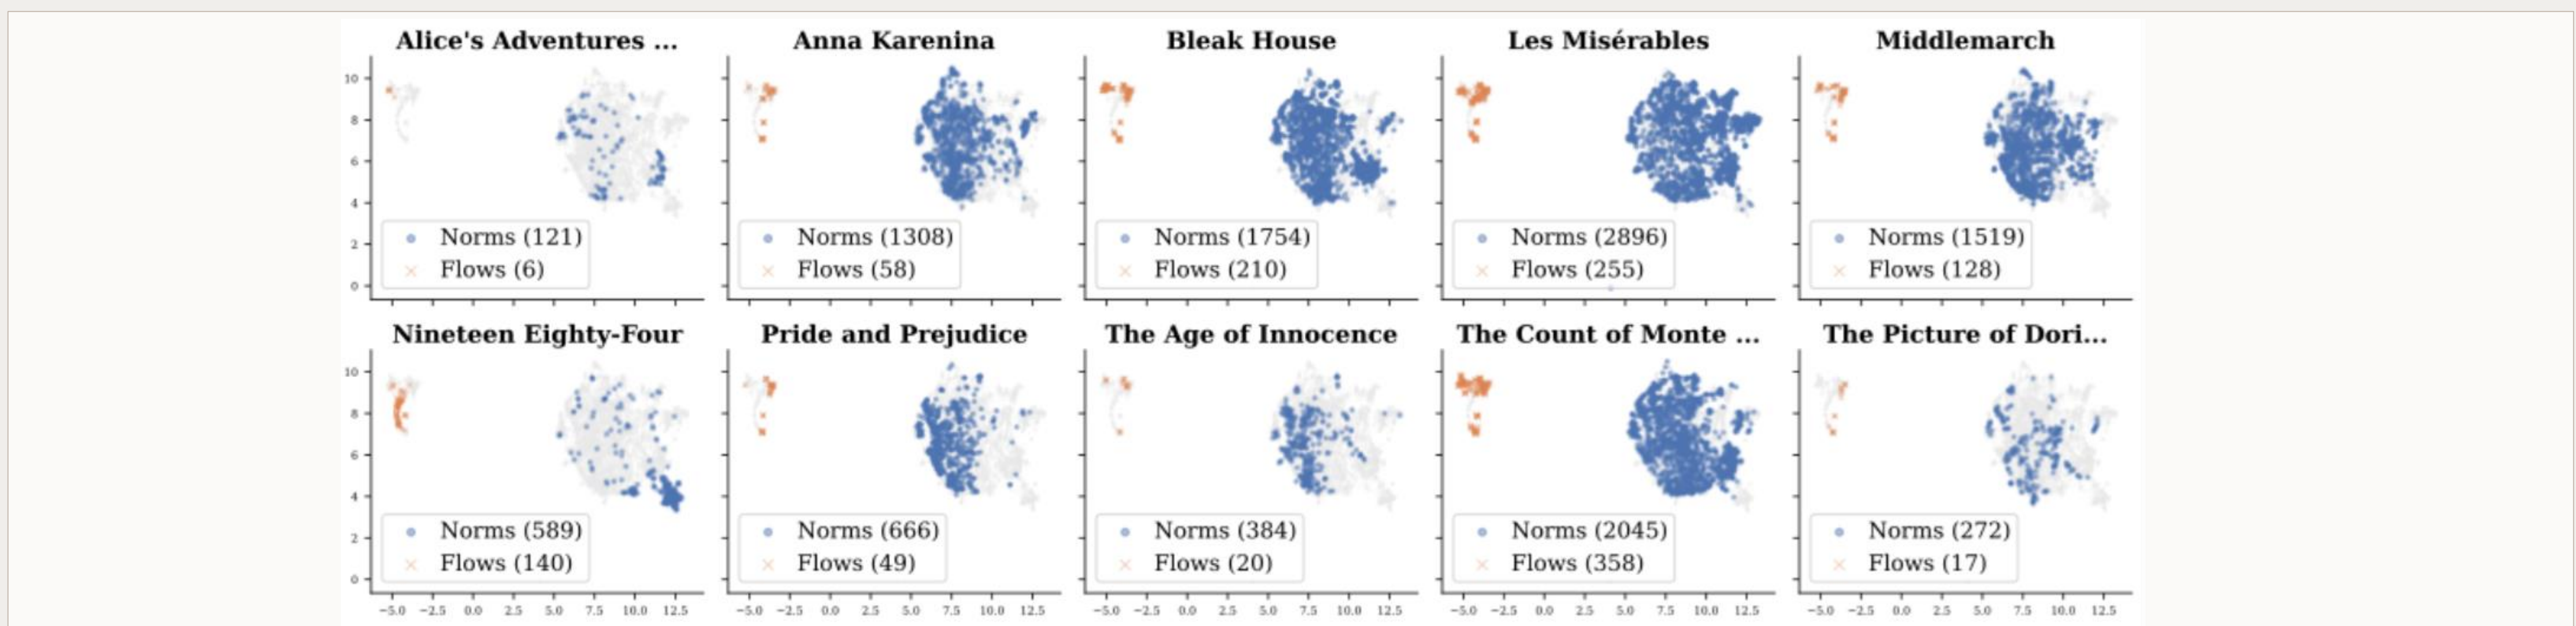 Alice's Adventures ...
Anna Karenina
Bleak House
Les Misérables
Middlemarch
10
8
6
4
2
0
Norms (121)
Flows (6)
Norms (1308)
Flows (58)
Norms (1754)
Flows (210)
Norms (2896)
Flows (255)
Norms (1519)
Flows (128)
Nineteen Eighty-Four
Pride and Prejudice
The Age of Innocence
The Count of Monte ...
The Picture of Dori...
10
8
6
4
2
0
Norms (589)
Flows (140)
Norms (666)
Flows (49)
Norms (384)
Flows (20)
Norms (2045)
Flows (358)
Norms (272)
Flows (17)
−5.0 −2.5 0.0 2.5 5.0 7.5 10.0 12.5
−5.0 −2.5 0.0 2.5 5.0 7.5 10.0 12.5
−5.0 −2.5 0.0 2.5 5.0 7.5 10.0 12.5
−5.0 −2.5 0.0 2.5 5.0 7.5 10.0 12.5
−5.0 −2.5 0.0 2.5 5.0 7.5 10.0 12.5